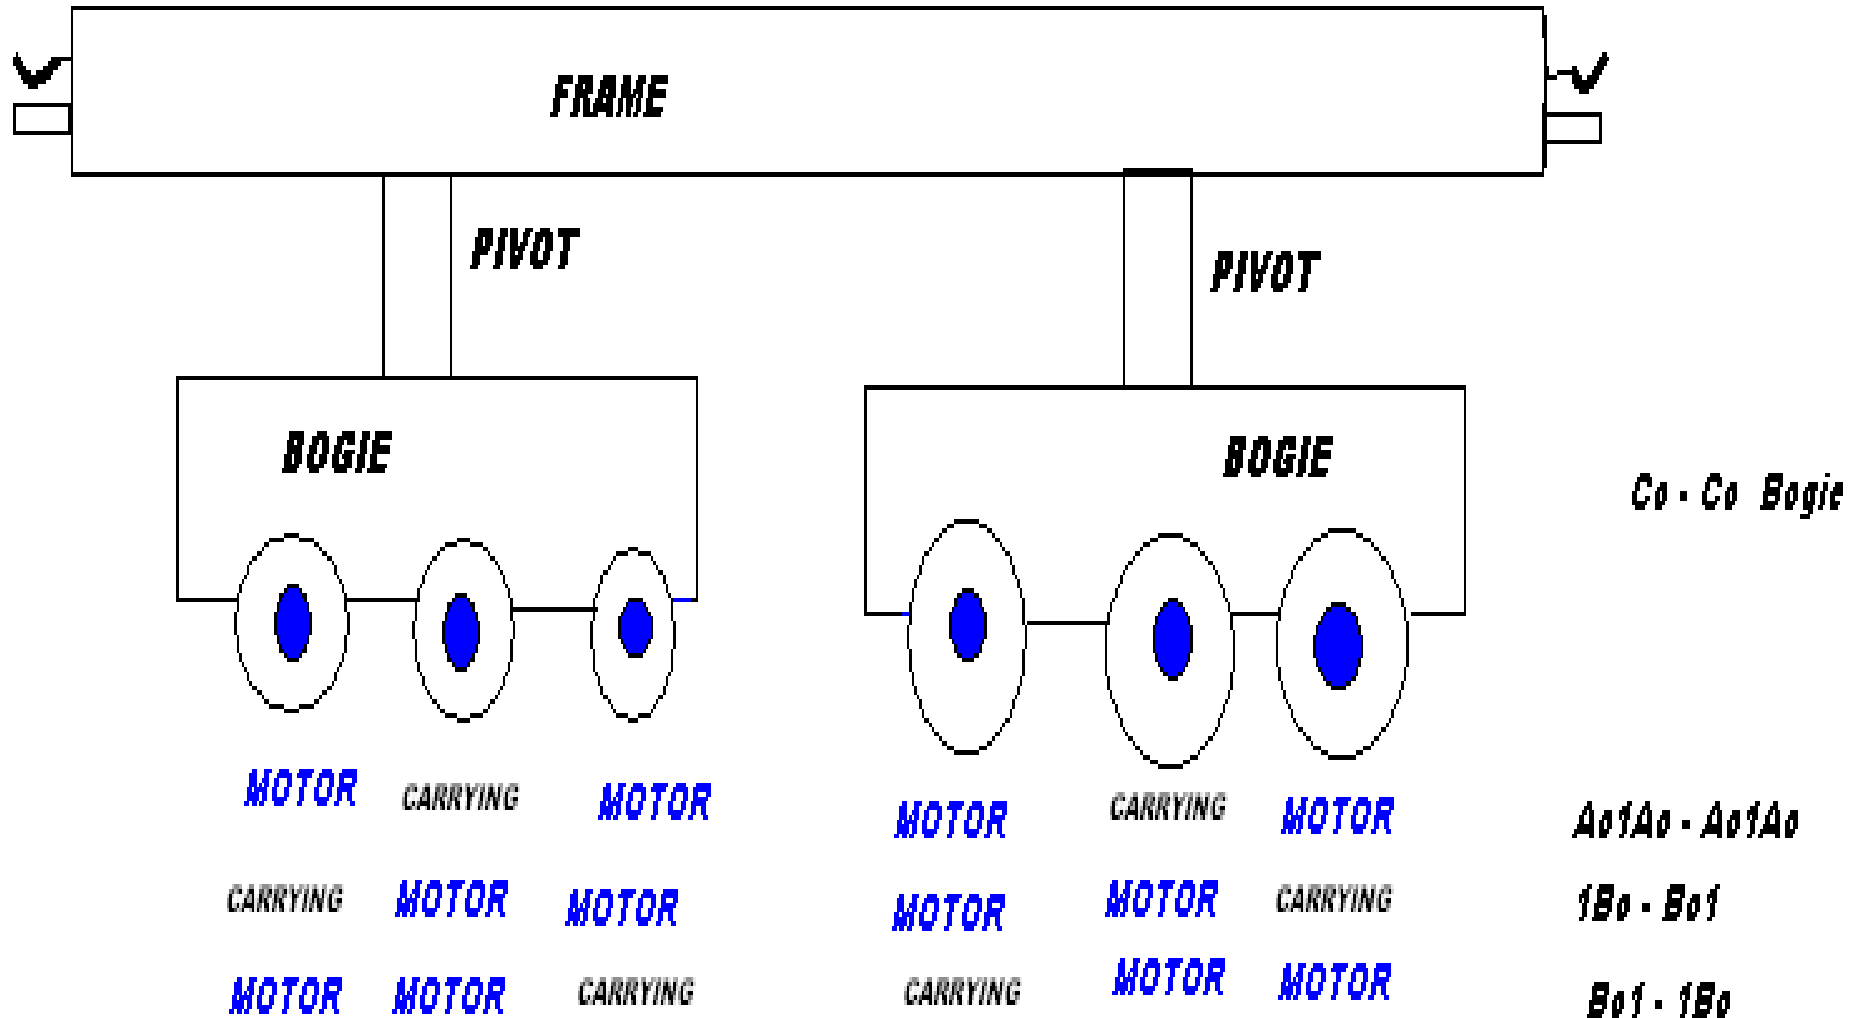 FRAME
PIVOT
PIVOT
BOGIE
BOGIE
Co - Co Bogie
MOTOR CARRYING MOTOR MOTOR CARRYING MOTOR Ao1Ao - Ao1Ao
CARRYING MOTOR MOTOR MOTOR MOTOR CARRYING 1Bo - Bo1
MOTOR MOTOR CARRYING CARRYING MOTOR MOTOR Bo1 - 1Bo